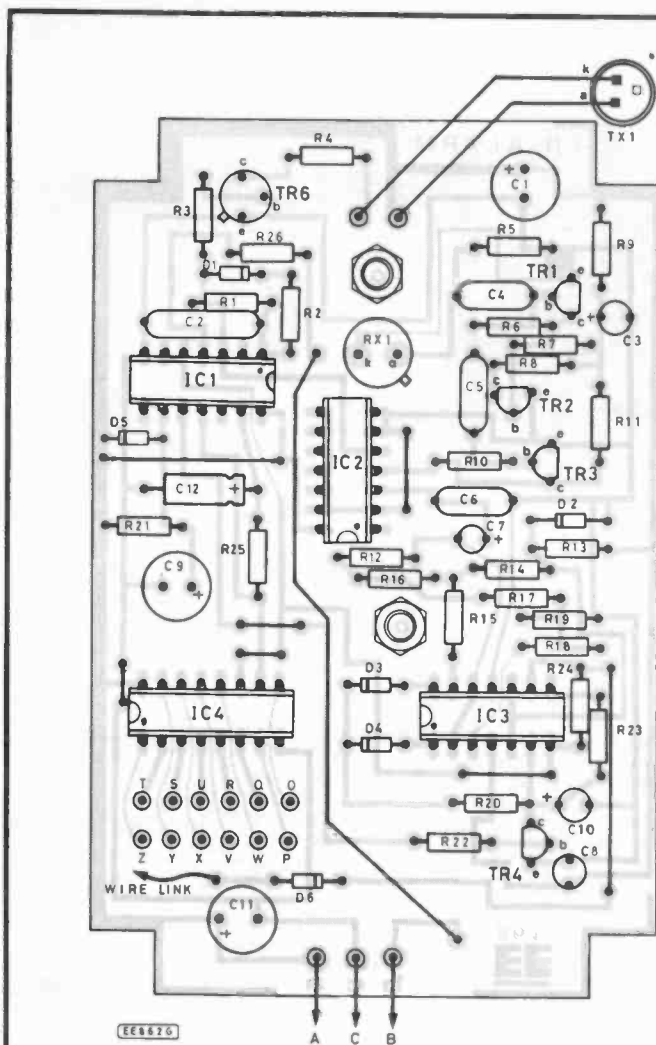 k
a
TX1
R4
c
TR6
b
e
R3
R26
D1
R1
R2
C2
IC1
D5
C12
+
R21
R25
C9
+
IC4
T S U R Q O
Z Y X V W P
WIRE LINK
D6
C11
+
A C B
EE862G
+
C1
R5
R9
TR1
e
b
c
C4
+
C3
R6
R7
R8
RX1
k a
C5
c
e
b
TR2
R11
IC2
R10
e
b
c
TR3
C6
D2
C7
+
R13
R12
R14
R16
R17
R15
R19
R18
D3
R24
IC3
R23
D4
R20
+
C10
c
b
e
R22
TR4
C8
EE